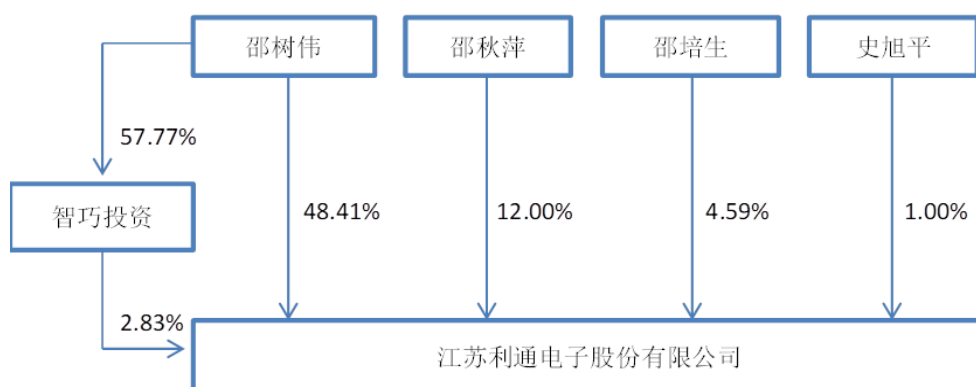 邵树伟
邵秋萍
邵培生
史旭平
57.77%
智巧投资
48.41%
12.00%
4.59%
1.00%
2.83%
江苏利通电子股份有限公司